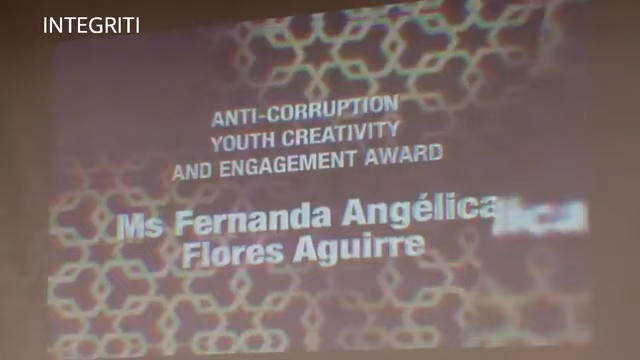 INTEGRITI
ANTI-CORRUPTION
YOUTH CREATIVITY
AND ENGAGEMENT AWARD
Ms Fernanda Angélica
Flores Aguirre